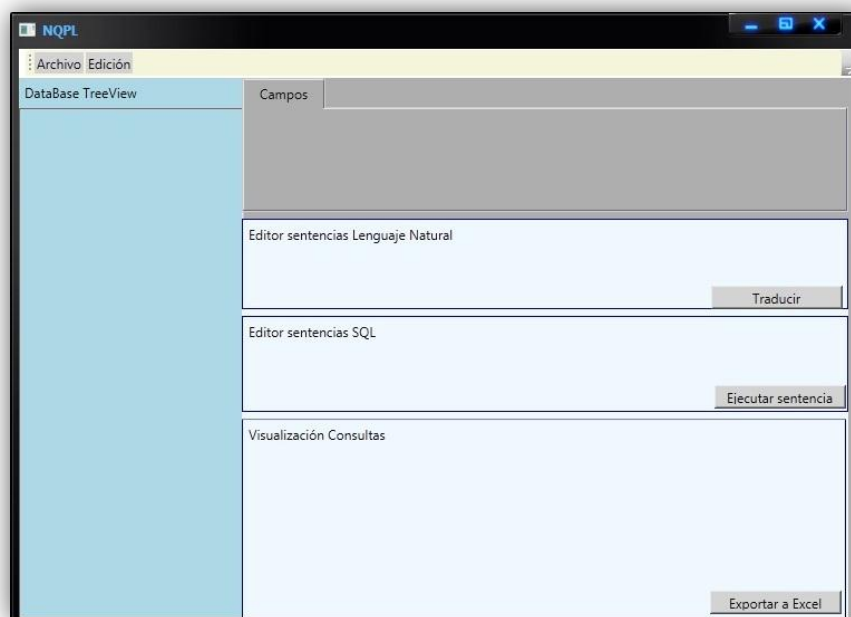 NQPL
Archivo Edición
DataBase TreeView
Campos
Editor sentencias Lenguaje Natural
Traducir
Editor sentencias SQL
Ejecutar sentencia
Visualización Consultas
Exportar a Excel